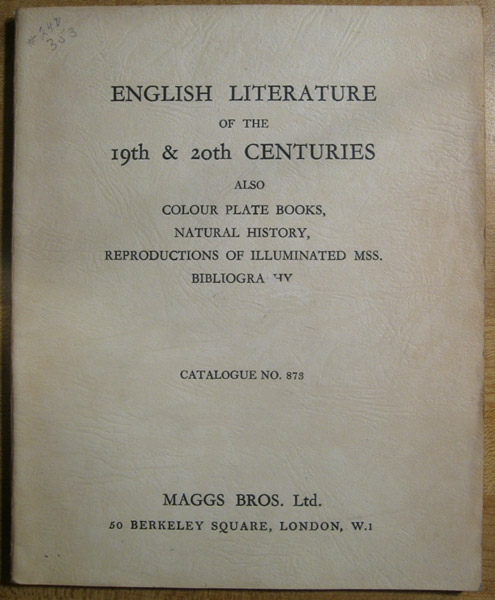 ENGLISH LITERATURE
OF THE
19th & 20th CENTURIES
ALSO
COLOUR PLATE BOOKS,
NATURAL HISTORY,
REPRODUCTIONS OF ILLUMINATED MSS.
CATALOGUE NO. 873
MAGGS BROS. Ltd.
50 BERKELEY SQUARE, LONDON, W.1